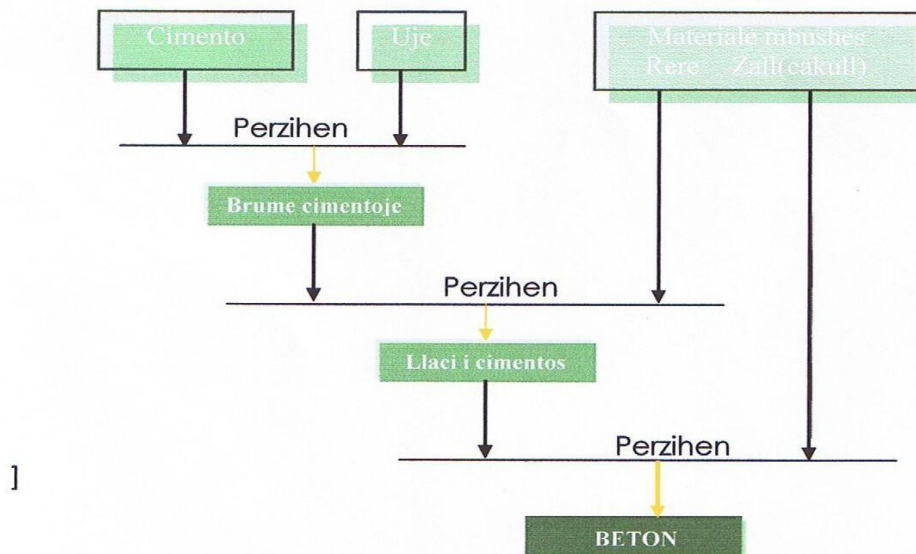 Cimento
Uje
Materiale mbushes
Rere Zall(cakull)
Perzihen
Brume cimentoje
Perzihen
Llaci i cimentos
Perzihen
]
BETON